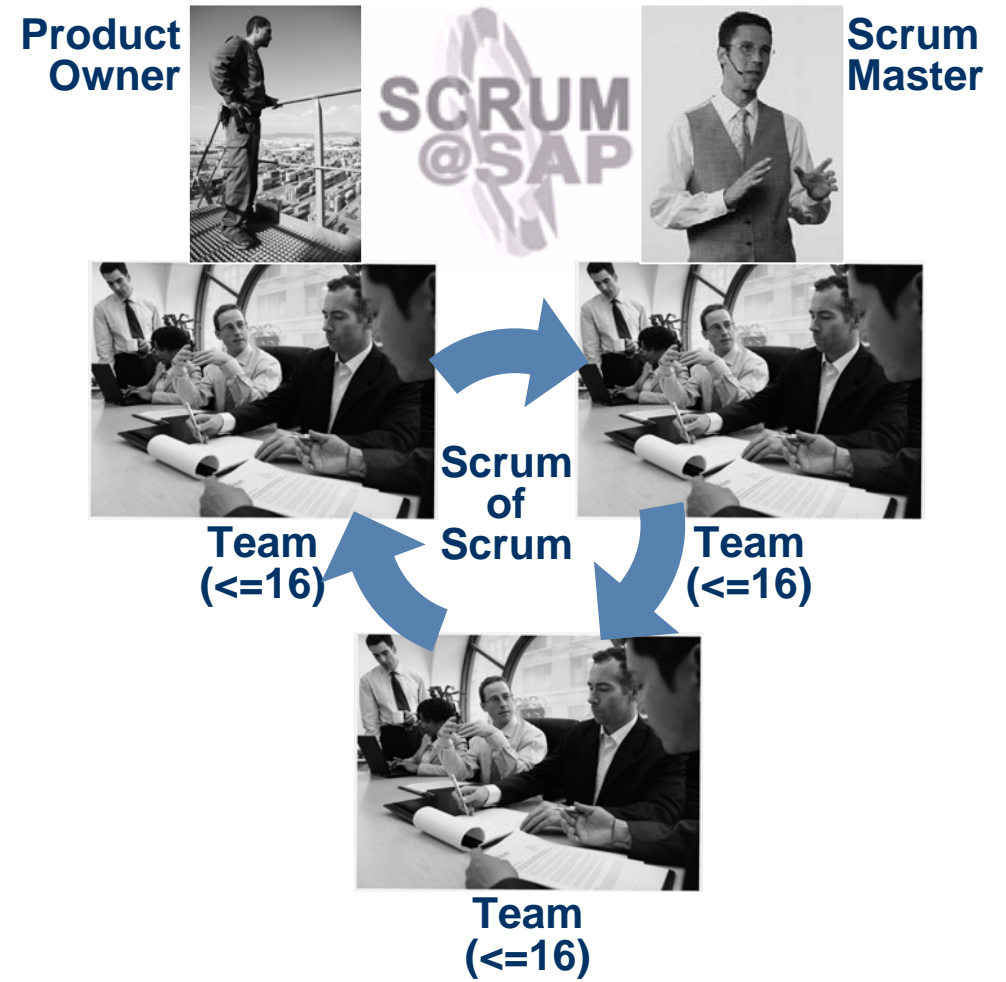 Product
Owner
SCRUM
@SAP
Scrum
Master
Scrum
of
Scrum
Team
(<=16)
Team
(<=16)
Team
(<=16)